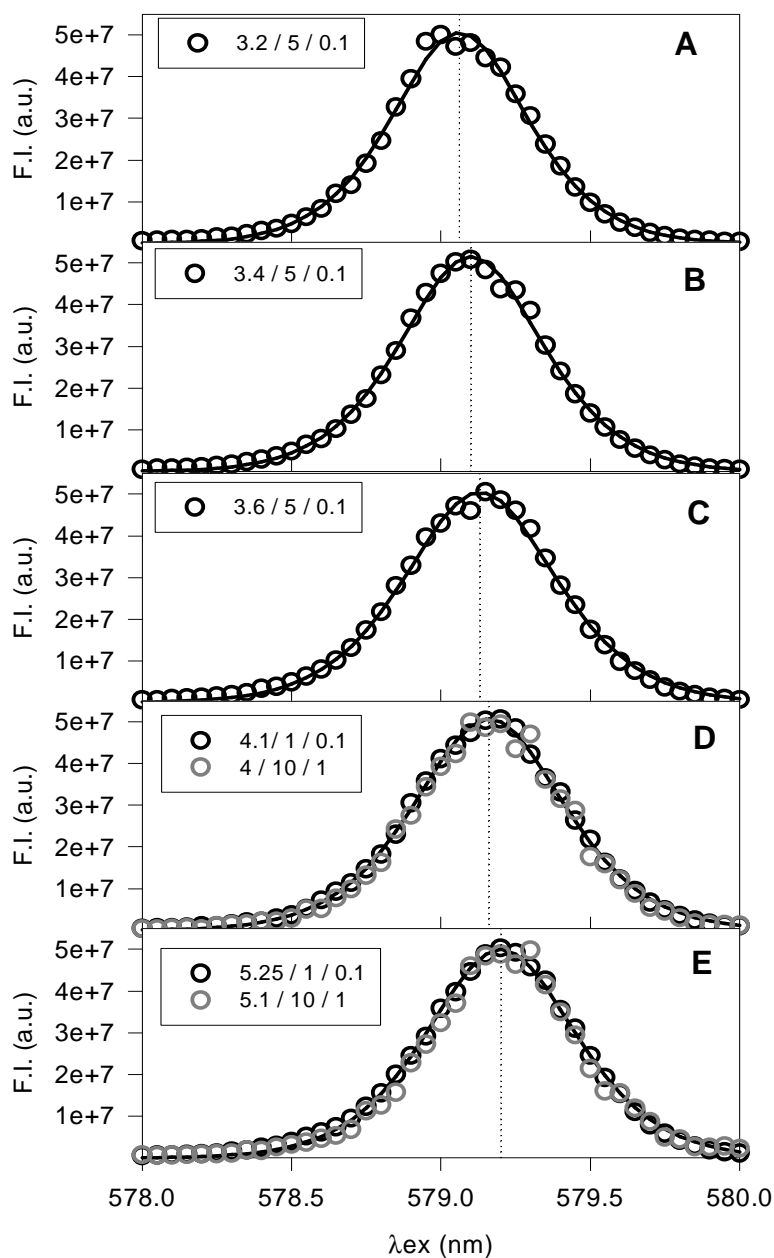 3.2 / 5 / 0.1
A
5e+7
4e+7
3e+7
2e+7
1e+7
F.I. (a.u.)
3.4 / 5 / 0.1
B
5e+7
4e+7
3e+7
2e+7
1e+7
F.I. (a.u.)
3.6 / 5 / 0.1
C
5e+7
4e+7
3e+7
2e+7
1e+7
F.I. (a.u.)
4.1/ 1 / 0.1
4 / 10 / 1
D
5e+7
4e+7
3e+7
2e+7
1e+7
F.I. (a.u.)
5.25 / 1 / 0.1
5.1 / 10 / 1
E
5e+7
4e+7
3e+7
2e+7
1e+7
F.I. (a.u.)
578.0 578.5 579.0 579.5 580.0
λex (nm)